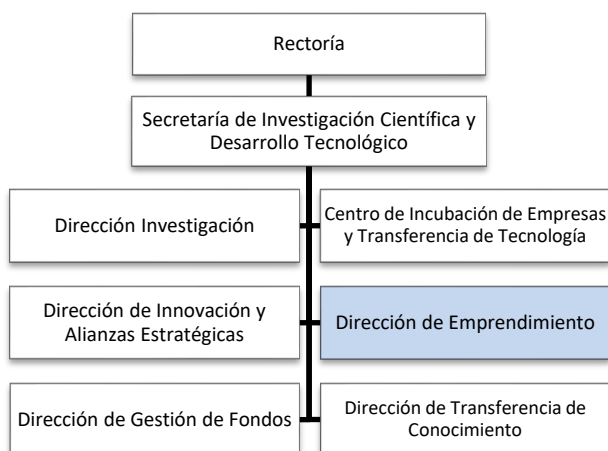 Rectoría
Secretaría de Investigación Científica y
Desarrollo Tecnológico
Dirección Investigación
Centro de Incubación de Empresas
y Transferencia de Tecnología
Dirección de Innovación y
Alianzas Estratégicas
Dirección de Emprendimiento
Dirección de Gestión de Fondos
Dirección de Transferencia de
Conocimiento